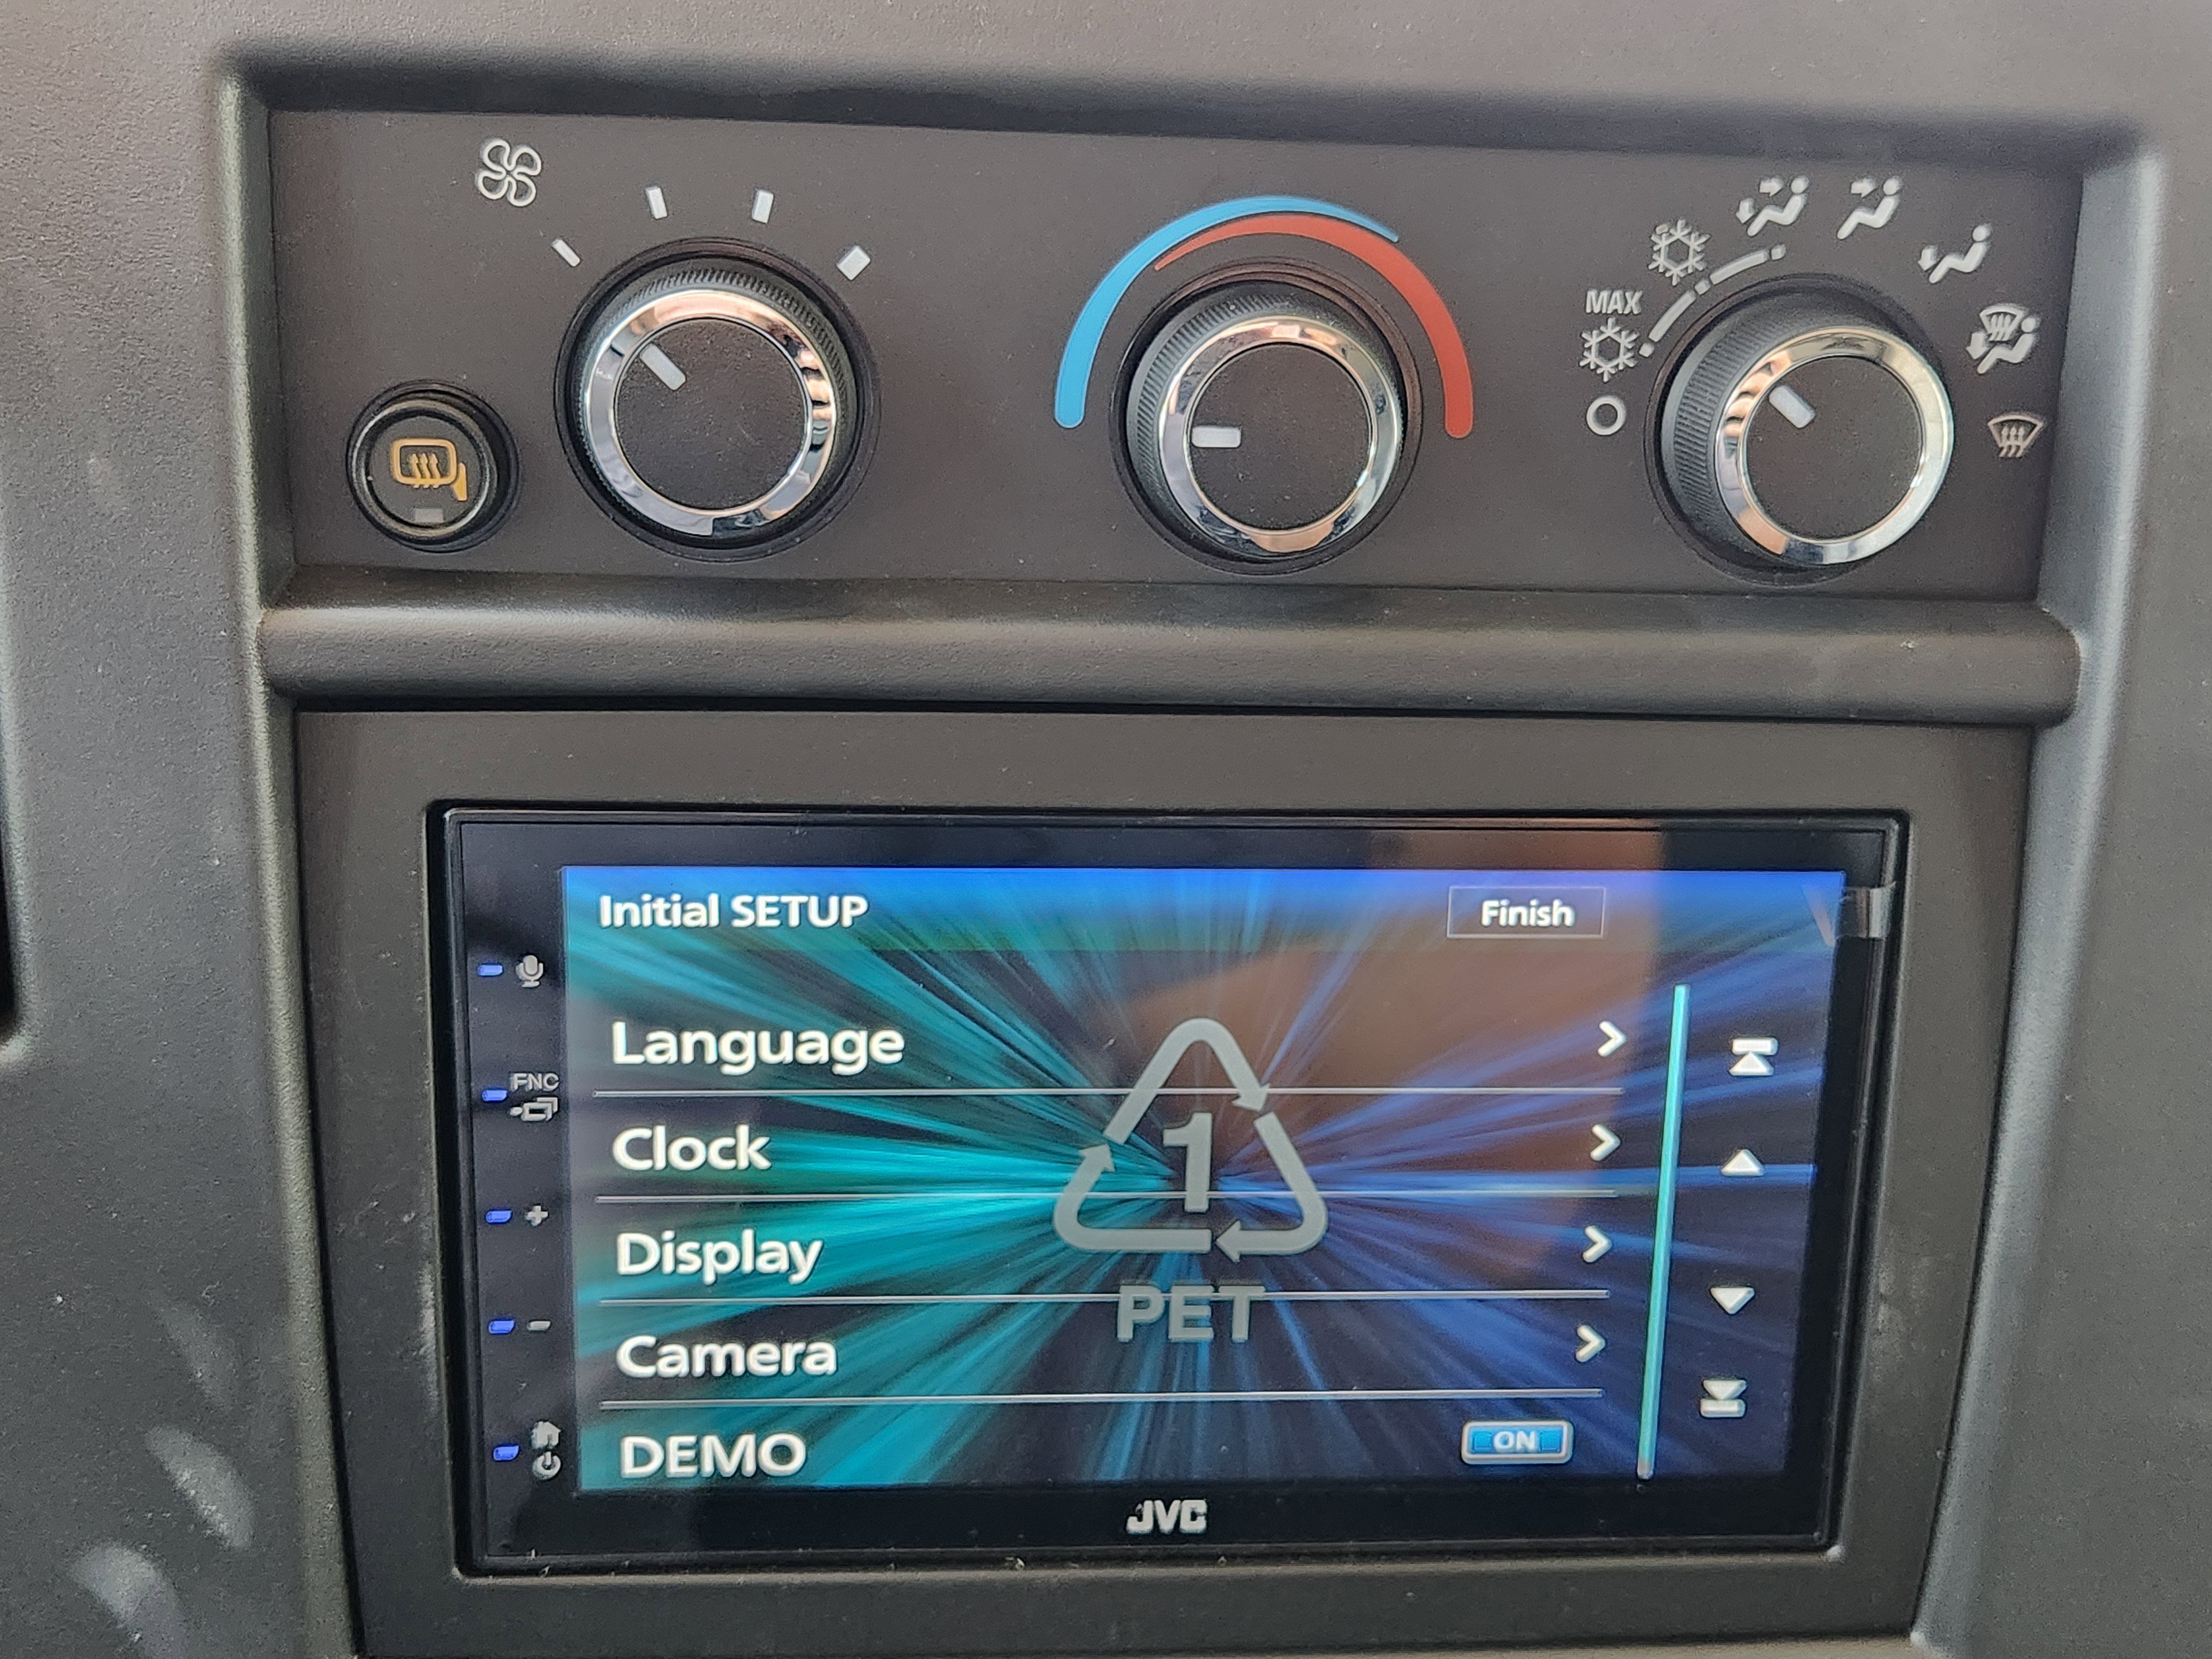 MAX
Initial SETUP
Finish
Language
FNC
Clock
1
Display
PET
Camera
DEMO
ON
JVC